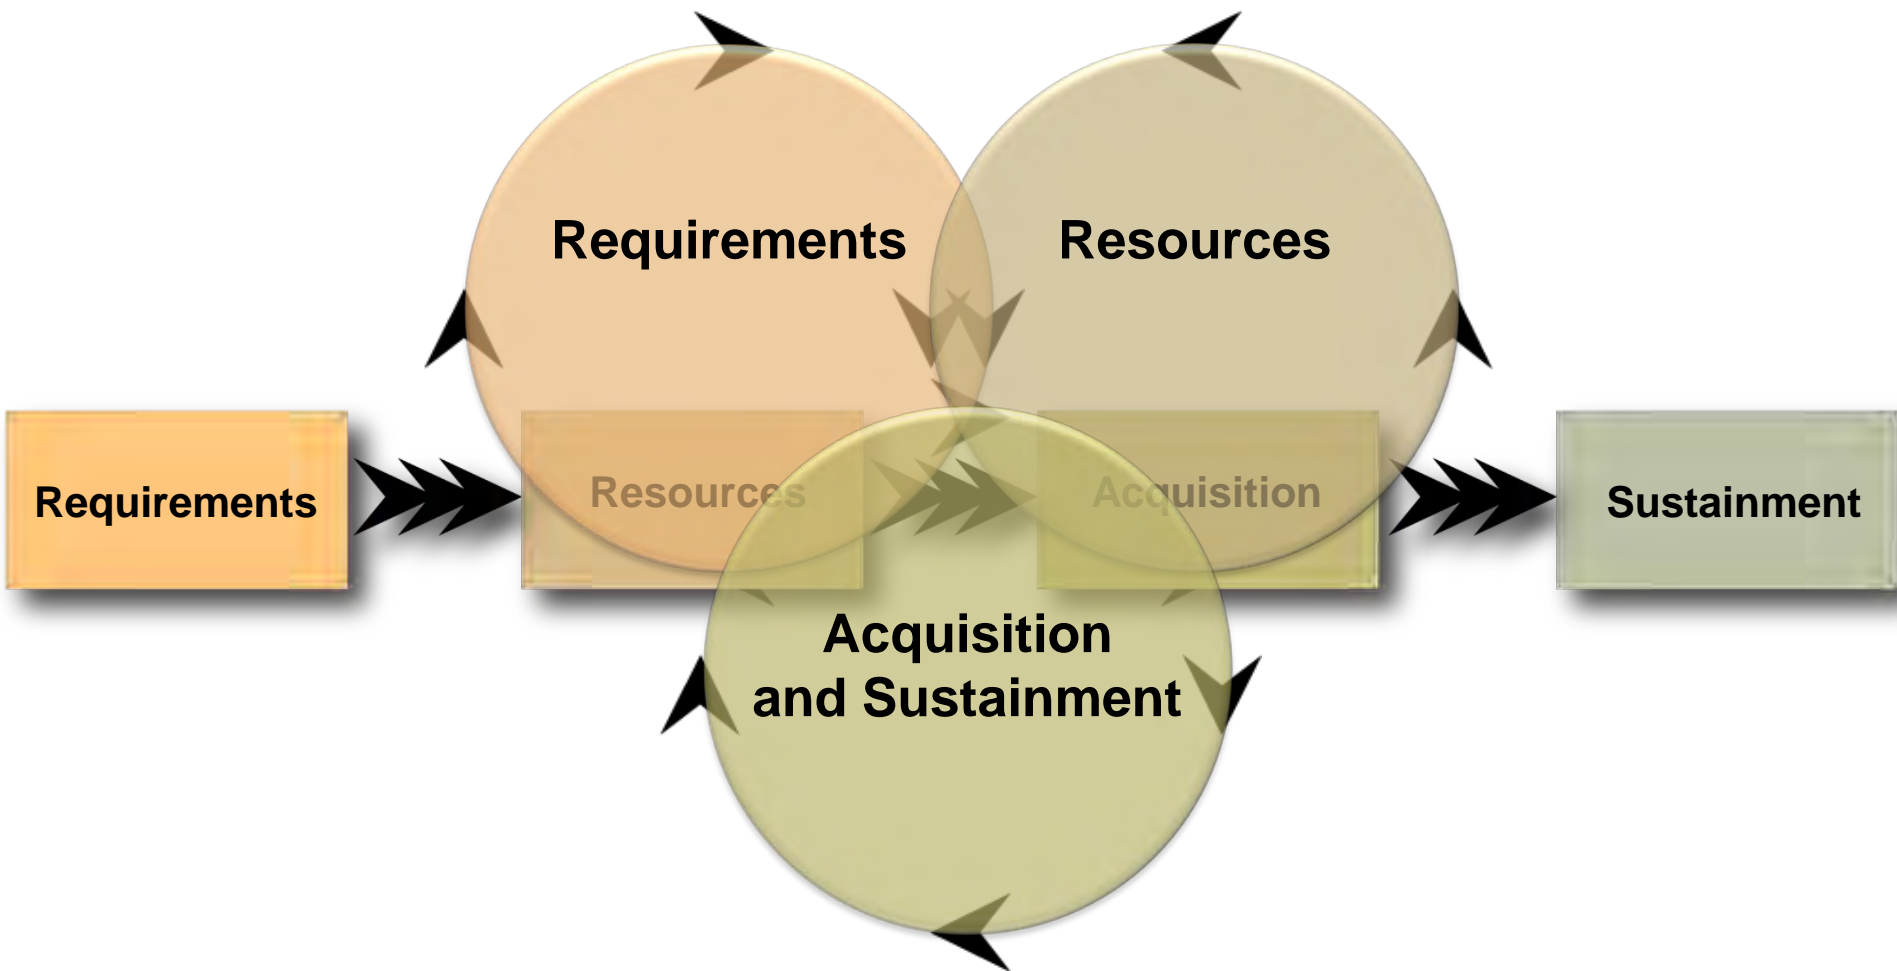 Requirements
Resources
Requirements
Resources
Acquisition
Sustainment
Acquisition
and Sustainment